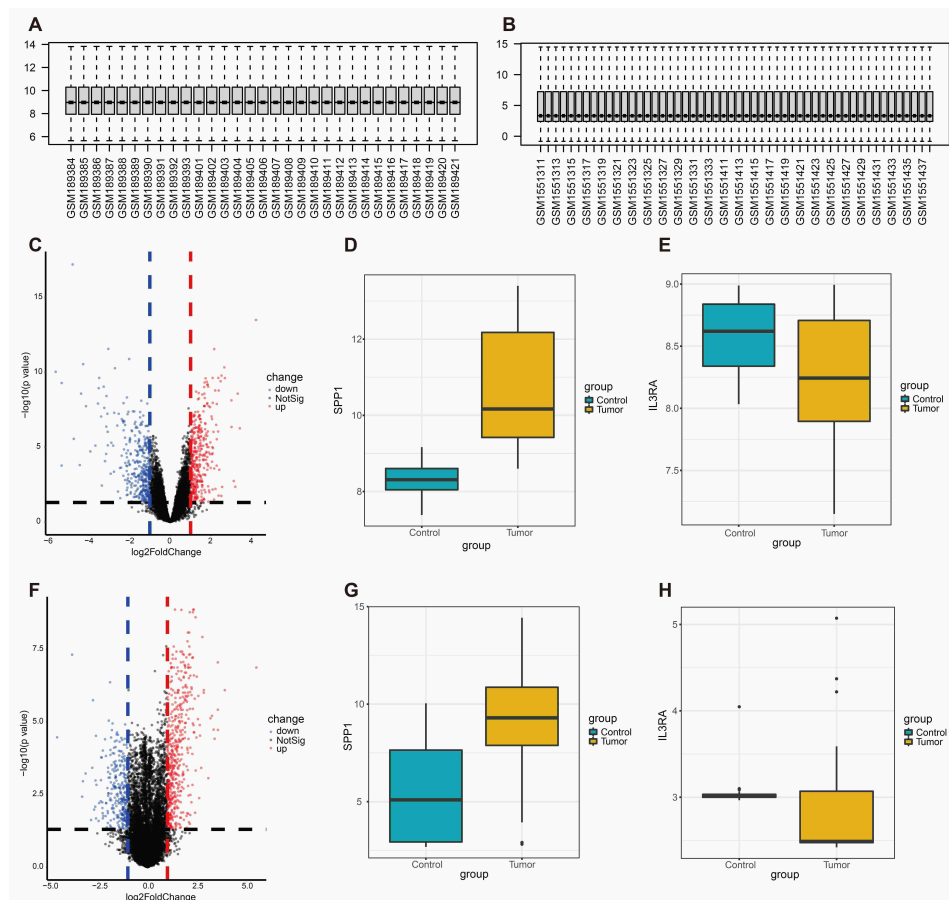 A
14
12
10
8
6
GSM189384
GSM189385
GSM189386
GSM189387
GSM189388
GSM189389
GSM189390
GSM189391
GSM189392
GSM189393
GSM189401
GSM189402
GSM189403
GSM189404
GSM189405
GSM189406
GSM189407
GSM189408
GSM189409
GSM189410
GSM189411
GSM189412
GSM189413
GSM189414
GSM189415
GSM189416
GSM189417
GSM189418
GSM189419
GSM189420
GSM189421
B
15
10
5
0
GSM1551311
GSM1551313
GSM1551315
GSM1551317
GSM1551319
GSM1551321
GSM1551323
GSM1551325
GSM1551327
GSM1551329
GSM1551331
GSM1551333
GSM1551411
GSM1551413
GSM1551415
GSM1551417
GSM1551419
GSM1551421
GSM1551423
GSM1551425
GSM1551427
GSM1551429
GSM1551431
GSM1551433
GSM1551435
GSM1551437
C
−log10(p value)
15
10
5
0
−6 −4 −2 0 2 4
log2FoldChange
change
down
NotSig
up
D
SPP1
12
10
8
Control Tumor
group
group
Control
Tumor
E
IL3RA
9.0
8.5
8.0
7.5
Control Tumor
group
group
Control
Tumor
F
−log10(p value)
7.5
5.0
2.5
0.0
−5.0 −2.5 0.0 2.5 5.0
log2FoldChange
change
down
NotSig
up
G
SPP1
15
10
5
Control Tumor
group
group
Control
Tumor
H
IL3RA
5
4
3
Control Tumor
group
group
Control
Tumor